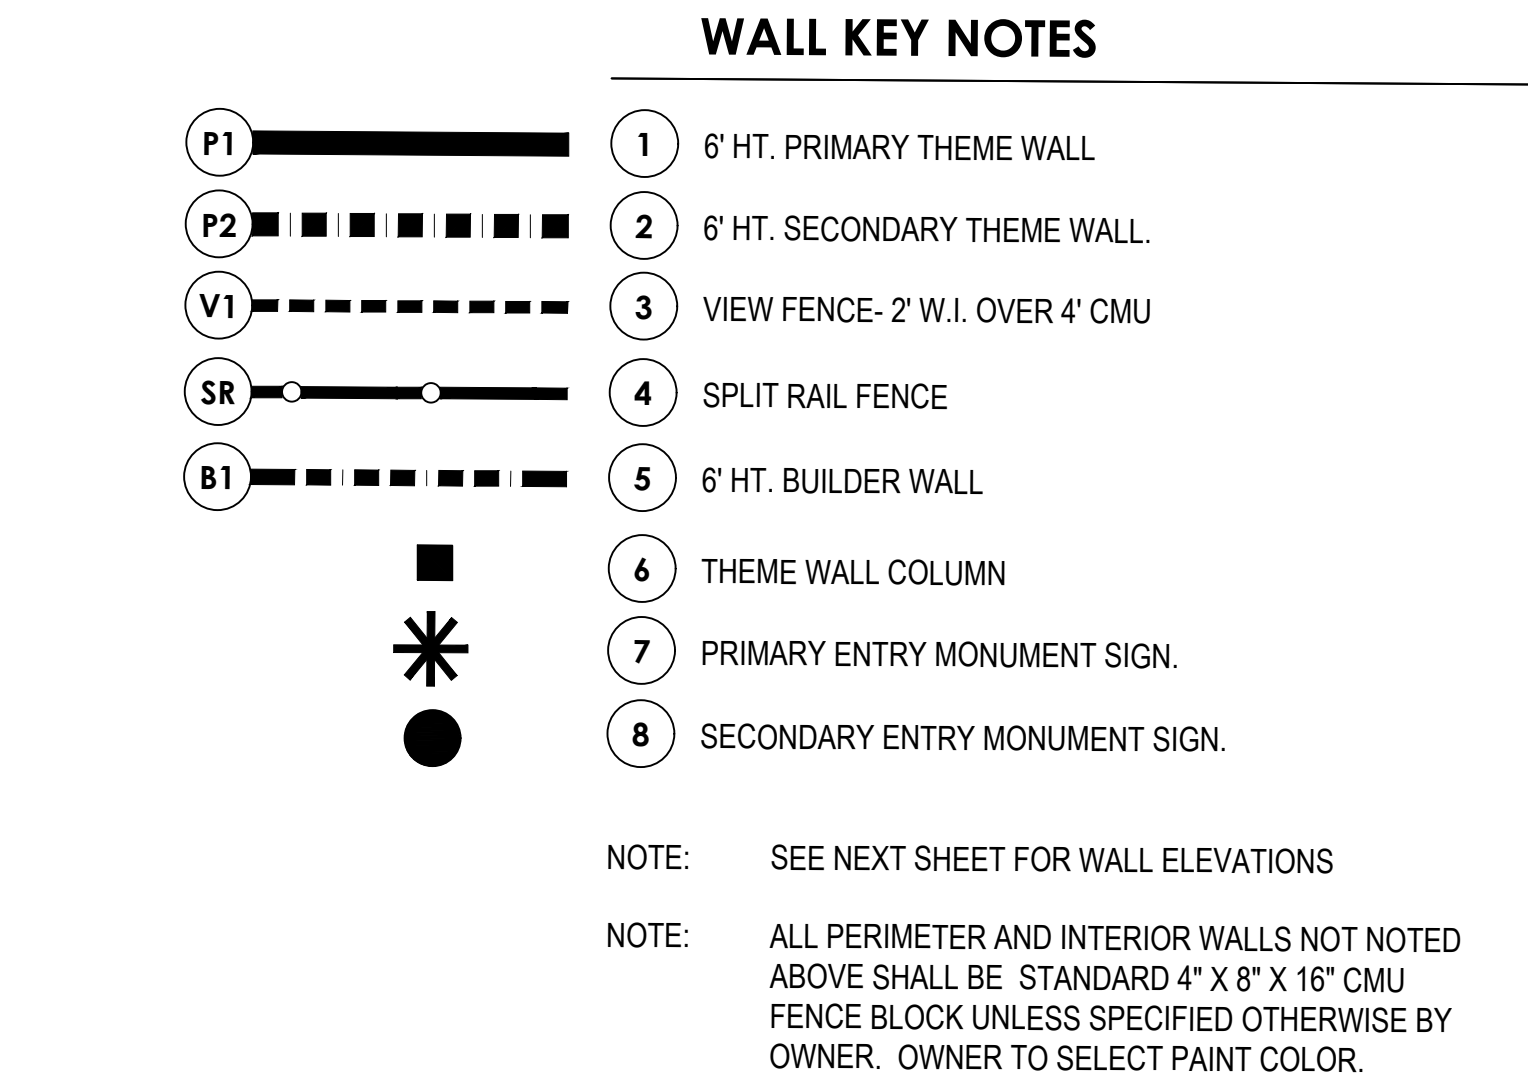 WALL KEY NOTES
P1 1 6' HT. PRIMARY THEME WALL
P2 2 6' HT. SECONDARY THEME WALL.
V1 3 VIEW FENCE- 2' W.I. OVER 4' CMU
SR 4 SPLIT RAIL FENCE
B1 5 6' HT. BUILDER WALL
6 THEME WALL COLUMN
7 PRIMARY ENTRY MONUMENT SIGN.
8 SECONDARY ENTRY MONUMENT SIGN.
NOTE: SEE NEXT SHEET FOR WALL ELEVATIONS
NOTE: ALL PERIMETER AND INTERIOR WALLS NOT NOTED
ABOVE SHALL BE STANDARD 4" X 8" X 16" CMU
FENCE BLOCK UNLESS SPECIFIED OTHERWISE BY
OWNER. OWNER TO SELECT PAINT COLOR.